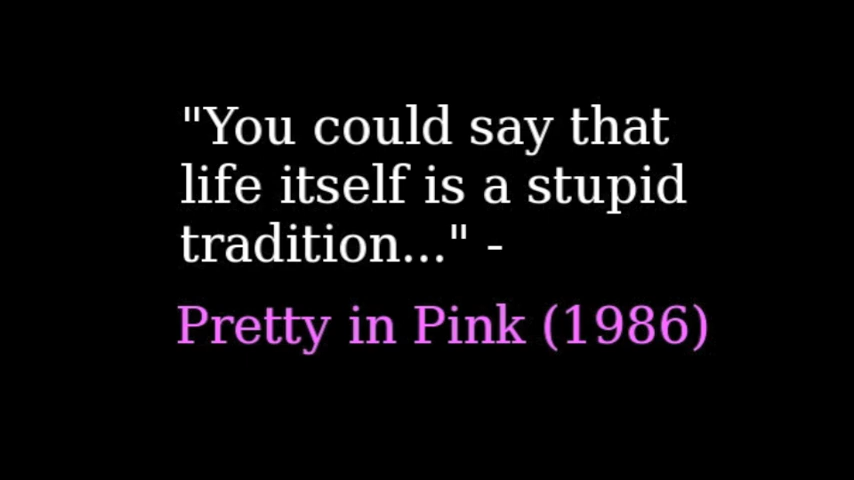 "You could say that
life itself is a stupid
tradition..." -
Pretty in Pink (1986)